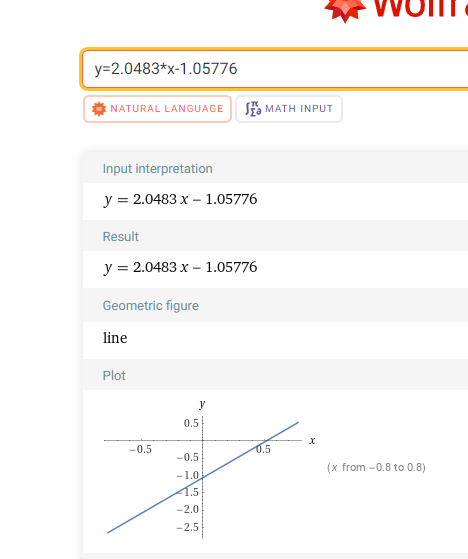 Wolfra
y=2.0483*x-1.05776
NATURAL LANGUAGE
∫Σ∂π MATH INPUT
Input interpretation
y = 2.0483 x − 1.05776
Result
y = 2.0483 x − 1.05776
Geometric figure
line
Plot
y
0.5
x
−0.5 0.5
−0.5
(x from −0.8 to 0.8)
−1.0
−1.5
−2.0
−2.5